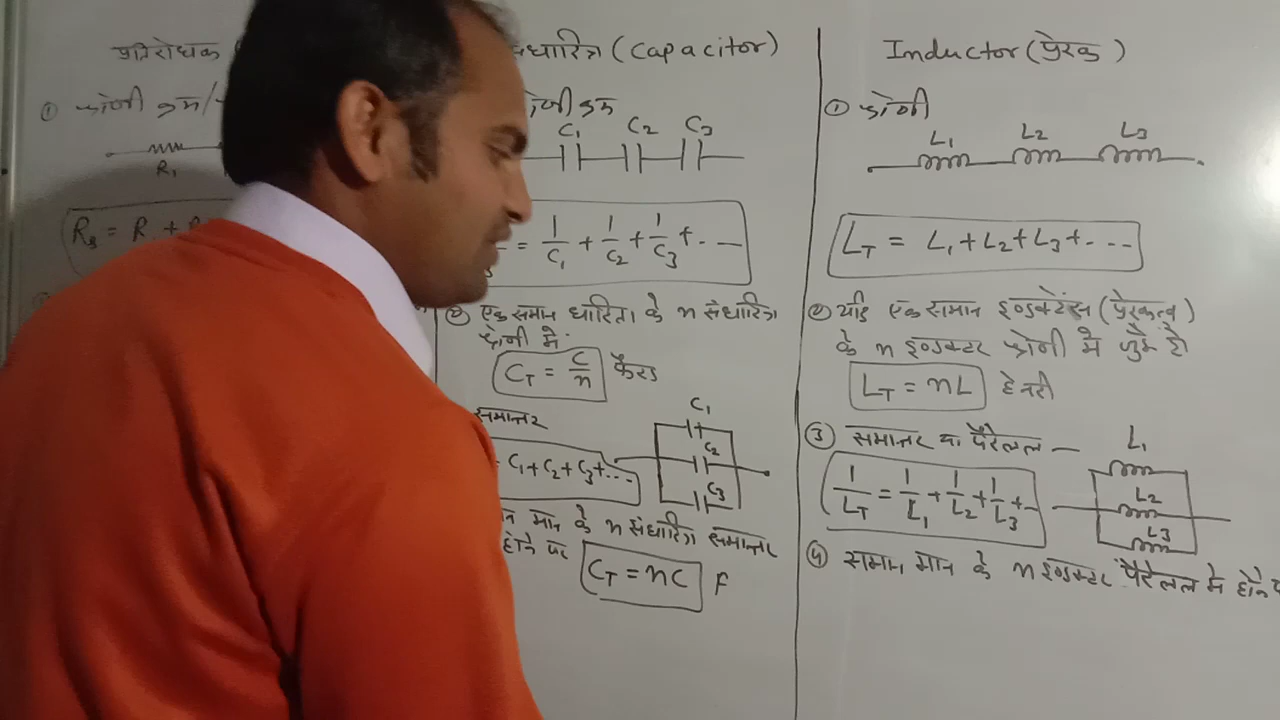 प्रतिरोधक
① श्रेणी क्रम/
R₁
संधारित्र (Capacitor)
श्रेणी क्रम
C₁ C₂ C₃
= 1/C₁ + 1/C₂ + 1/C₃ + . - —
② एक समान धारिता के n संधारित्र
श्रेणी में:
C_T = C/n फैरड
समान्तर
= C₁ + C₂ + C₃ + ...
C₁
C₂
C₃
मान के n संधारित्र समान्तर
होने पर
C_T = nC F
Inductor (प्रेरक)
① श्रेणी
L₁ L₂ L₃
L_T = L₁ + L₂ + L₃ + - - -
② यदि एक समान इण्डक्टेंस (प्रेरकत्व)
के n इण्डक्टर श्रेणी में जुड़े हो
L_T = nL हेनरी
③ समान्तर या पैरेलल —
1/L_T = 1/L₁ + 1/L₂ + 1/L₃ + -
L₁
L₂
L₃
④ समान मान के n इण्डक्टर पैरेलल में होने